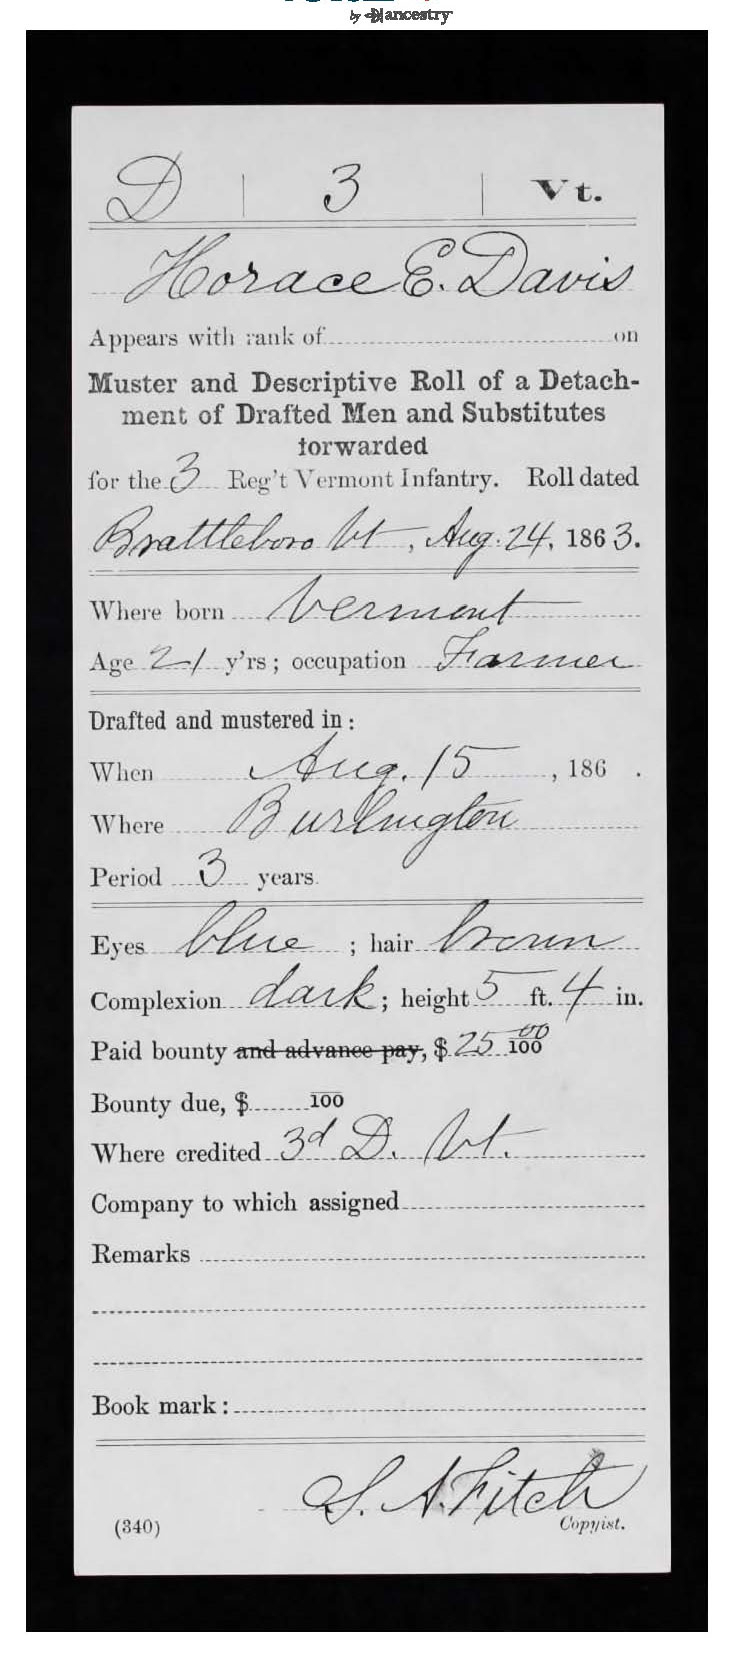 by ancestry
D | 3 | Vt.
Horace E. Davis
Appears with rank of on
Muster and Descriptive Roll of a Detach-
ment of Drafted Men and Substitutes
forwarded
for the 3 Reg't Vermont Infantry. Roll dated
Brattleboro Vt, Aug. 24, 1863.
Where born Vermont
Age 21 y'rs; occupation Farmer
Drafted and mustered in:
When Aug. 15, 186 .
Where Burlington
Period 3 years.
Eyes blue; hair brown
Complexion dark; height 5 ft. 4 in.
Paid bounty and advance pay, $ 25 00/100
Bounty due, $ /100
Where credited 3d D. Vt.
Company to which assigned
Remarks
Book mark:
S. A. Fitch
(340) Copyist.